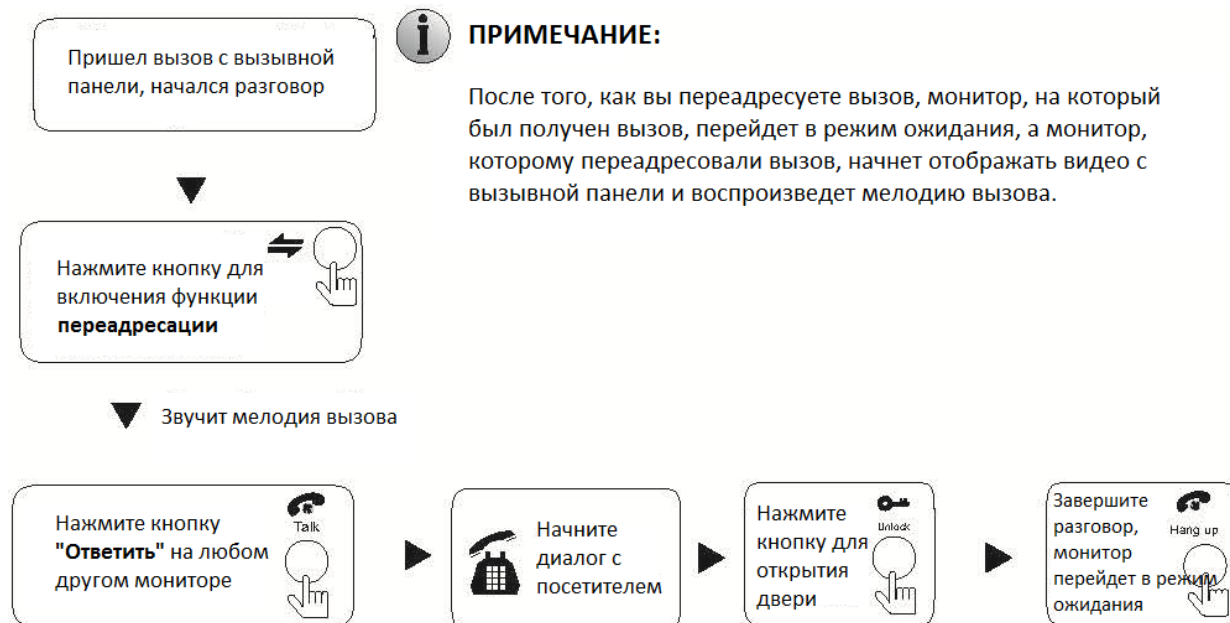 Пришел вызов с вызывной
панели, начался разговор
ПРИМЕЧАНИЕ:
После того, как вы переадресуете вызов, монитор, на который
был получен вызов, перейдет в режим ожидания, а монитор,
которому переадресовали вызов, начнет отображать видео с
вызывной панели и воспроизведет мелодию вызова.
Нажмите кнопку для
включения функции
переадресации
Звучит мелодия вызова
Нажмите кнопку
"Ответить" на любом
другом мониторе
Talk
Начните
диалог с
посетителем
Нажмите
кнопку для
открытия
двери
Unlock
Завершите
разговор,
монитор
перейдет в режим
ожидания
Hang up